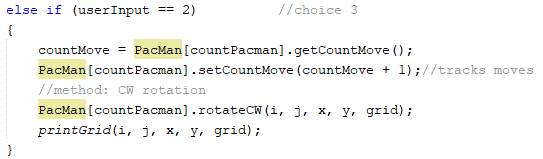 else if (userInput == 2) //choice 3
{
countMove = PacMan[countPacman].getCountMove();
PacMan[countPacman].setCountMove(countMove + 1);//tracks moves
//method: CW rotation
PacMan[countPacman].rotateCW(i, j, x, y, grid);
printGrid(i, j, x, y, grid);
}